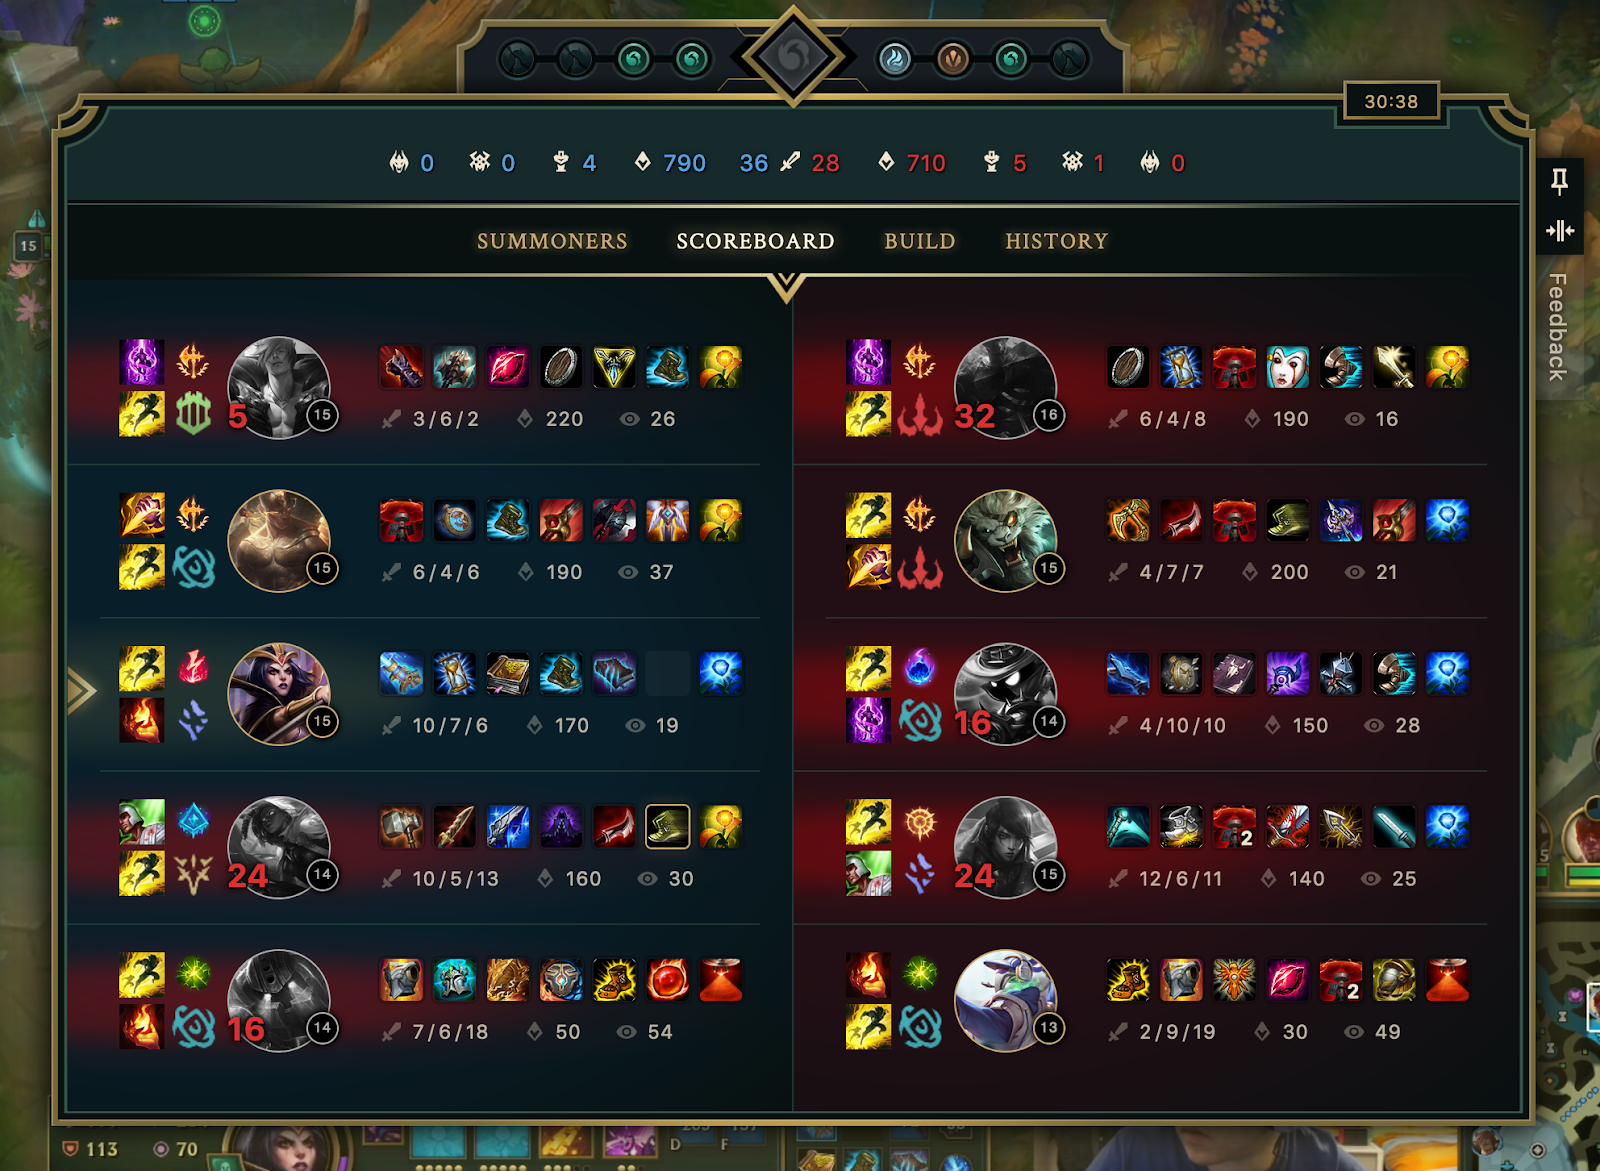 30:38
0 0 4 790 36 28 710 5 1 0
15
SUMMONERS SCOREBOARD BUILD HISTORY
Feedback
5 15 3/6/2 220 26
32 16 6/4/8 190 16
15 6/4/6 190 37
15 4/7/7 200 21
15 10/7/6 170 19
16 14 4/10/10 150 28
24 14 10/5/13 160 30
24 15 2 12/6/11 140 25
16 14 7/6/18 50 54
13 2 2/9/19 30 49
113 70 D F